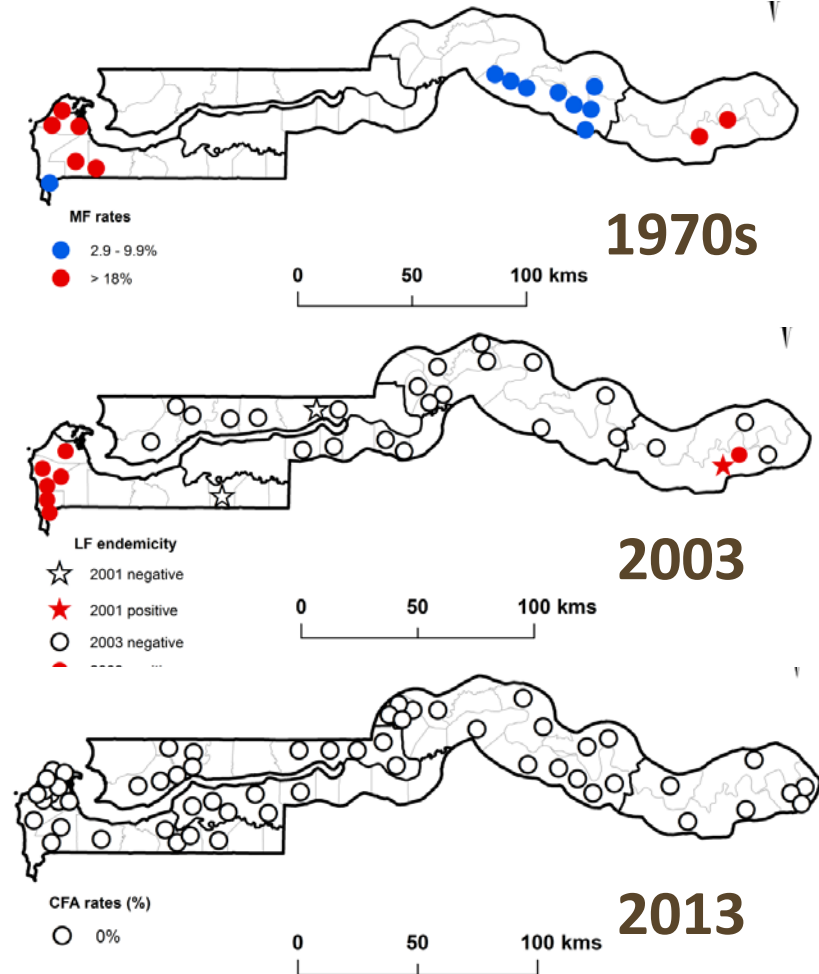 MF rates
2.9 - 9.9%
> 18%
1970s
0 50 100 kms
LF endemicity
2001 negative
2001 positive
2003 negative
2003
0 50 100 kms
CFA rates (%)
0%
2013
0 50 100 kms